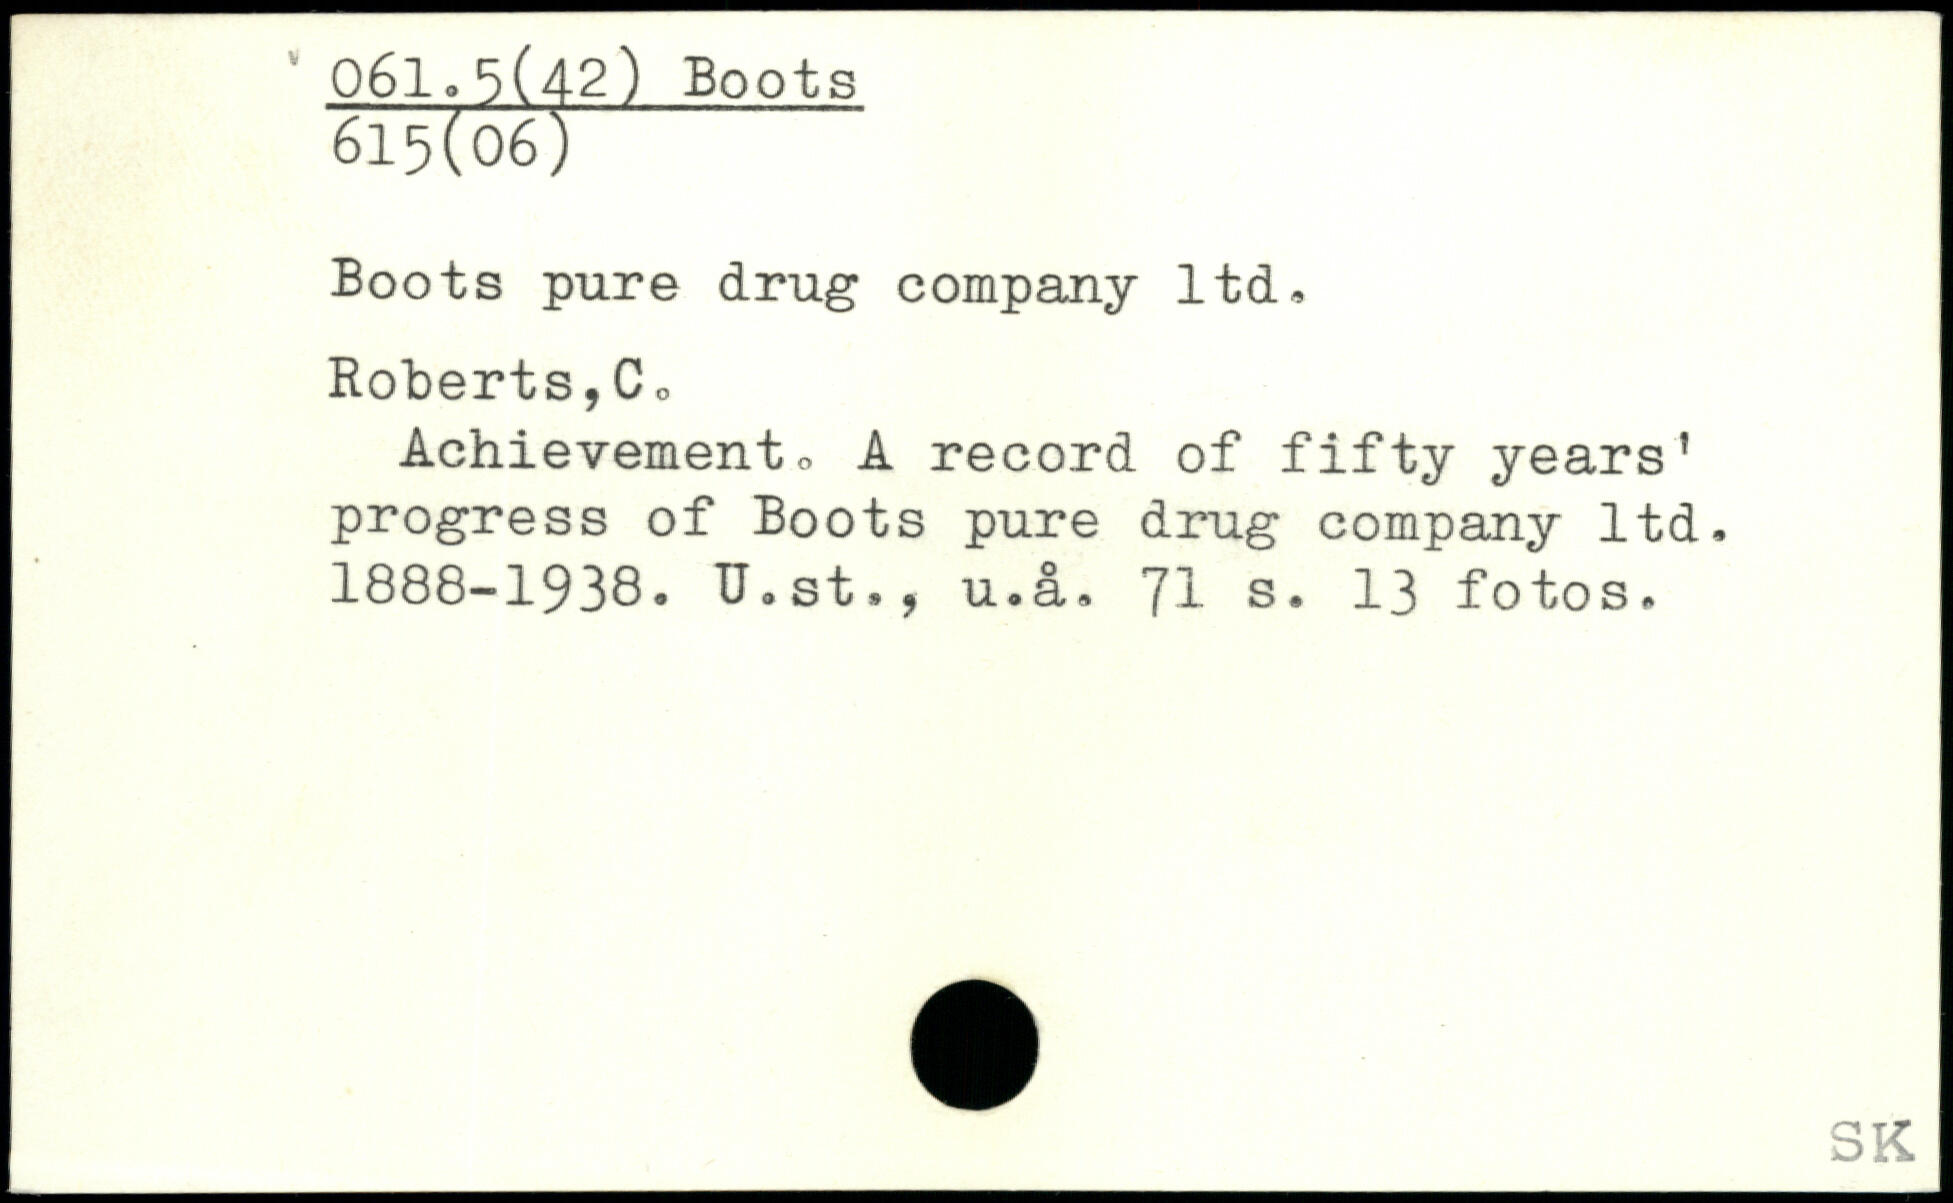 061.5(42) Boots
615(06)
Boots pure drug company ltd.
Roberts,C.
Achievement. A record of fifty years'
progress of Boots pure drug company ltd.
1888-1938. U.st., u.å. 71 s. 13 fotos.
SK